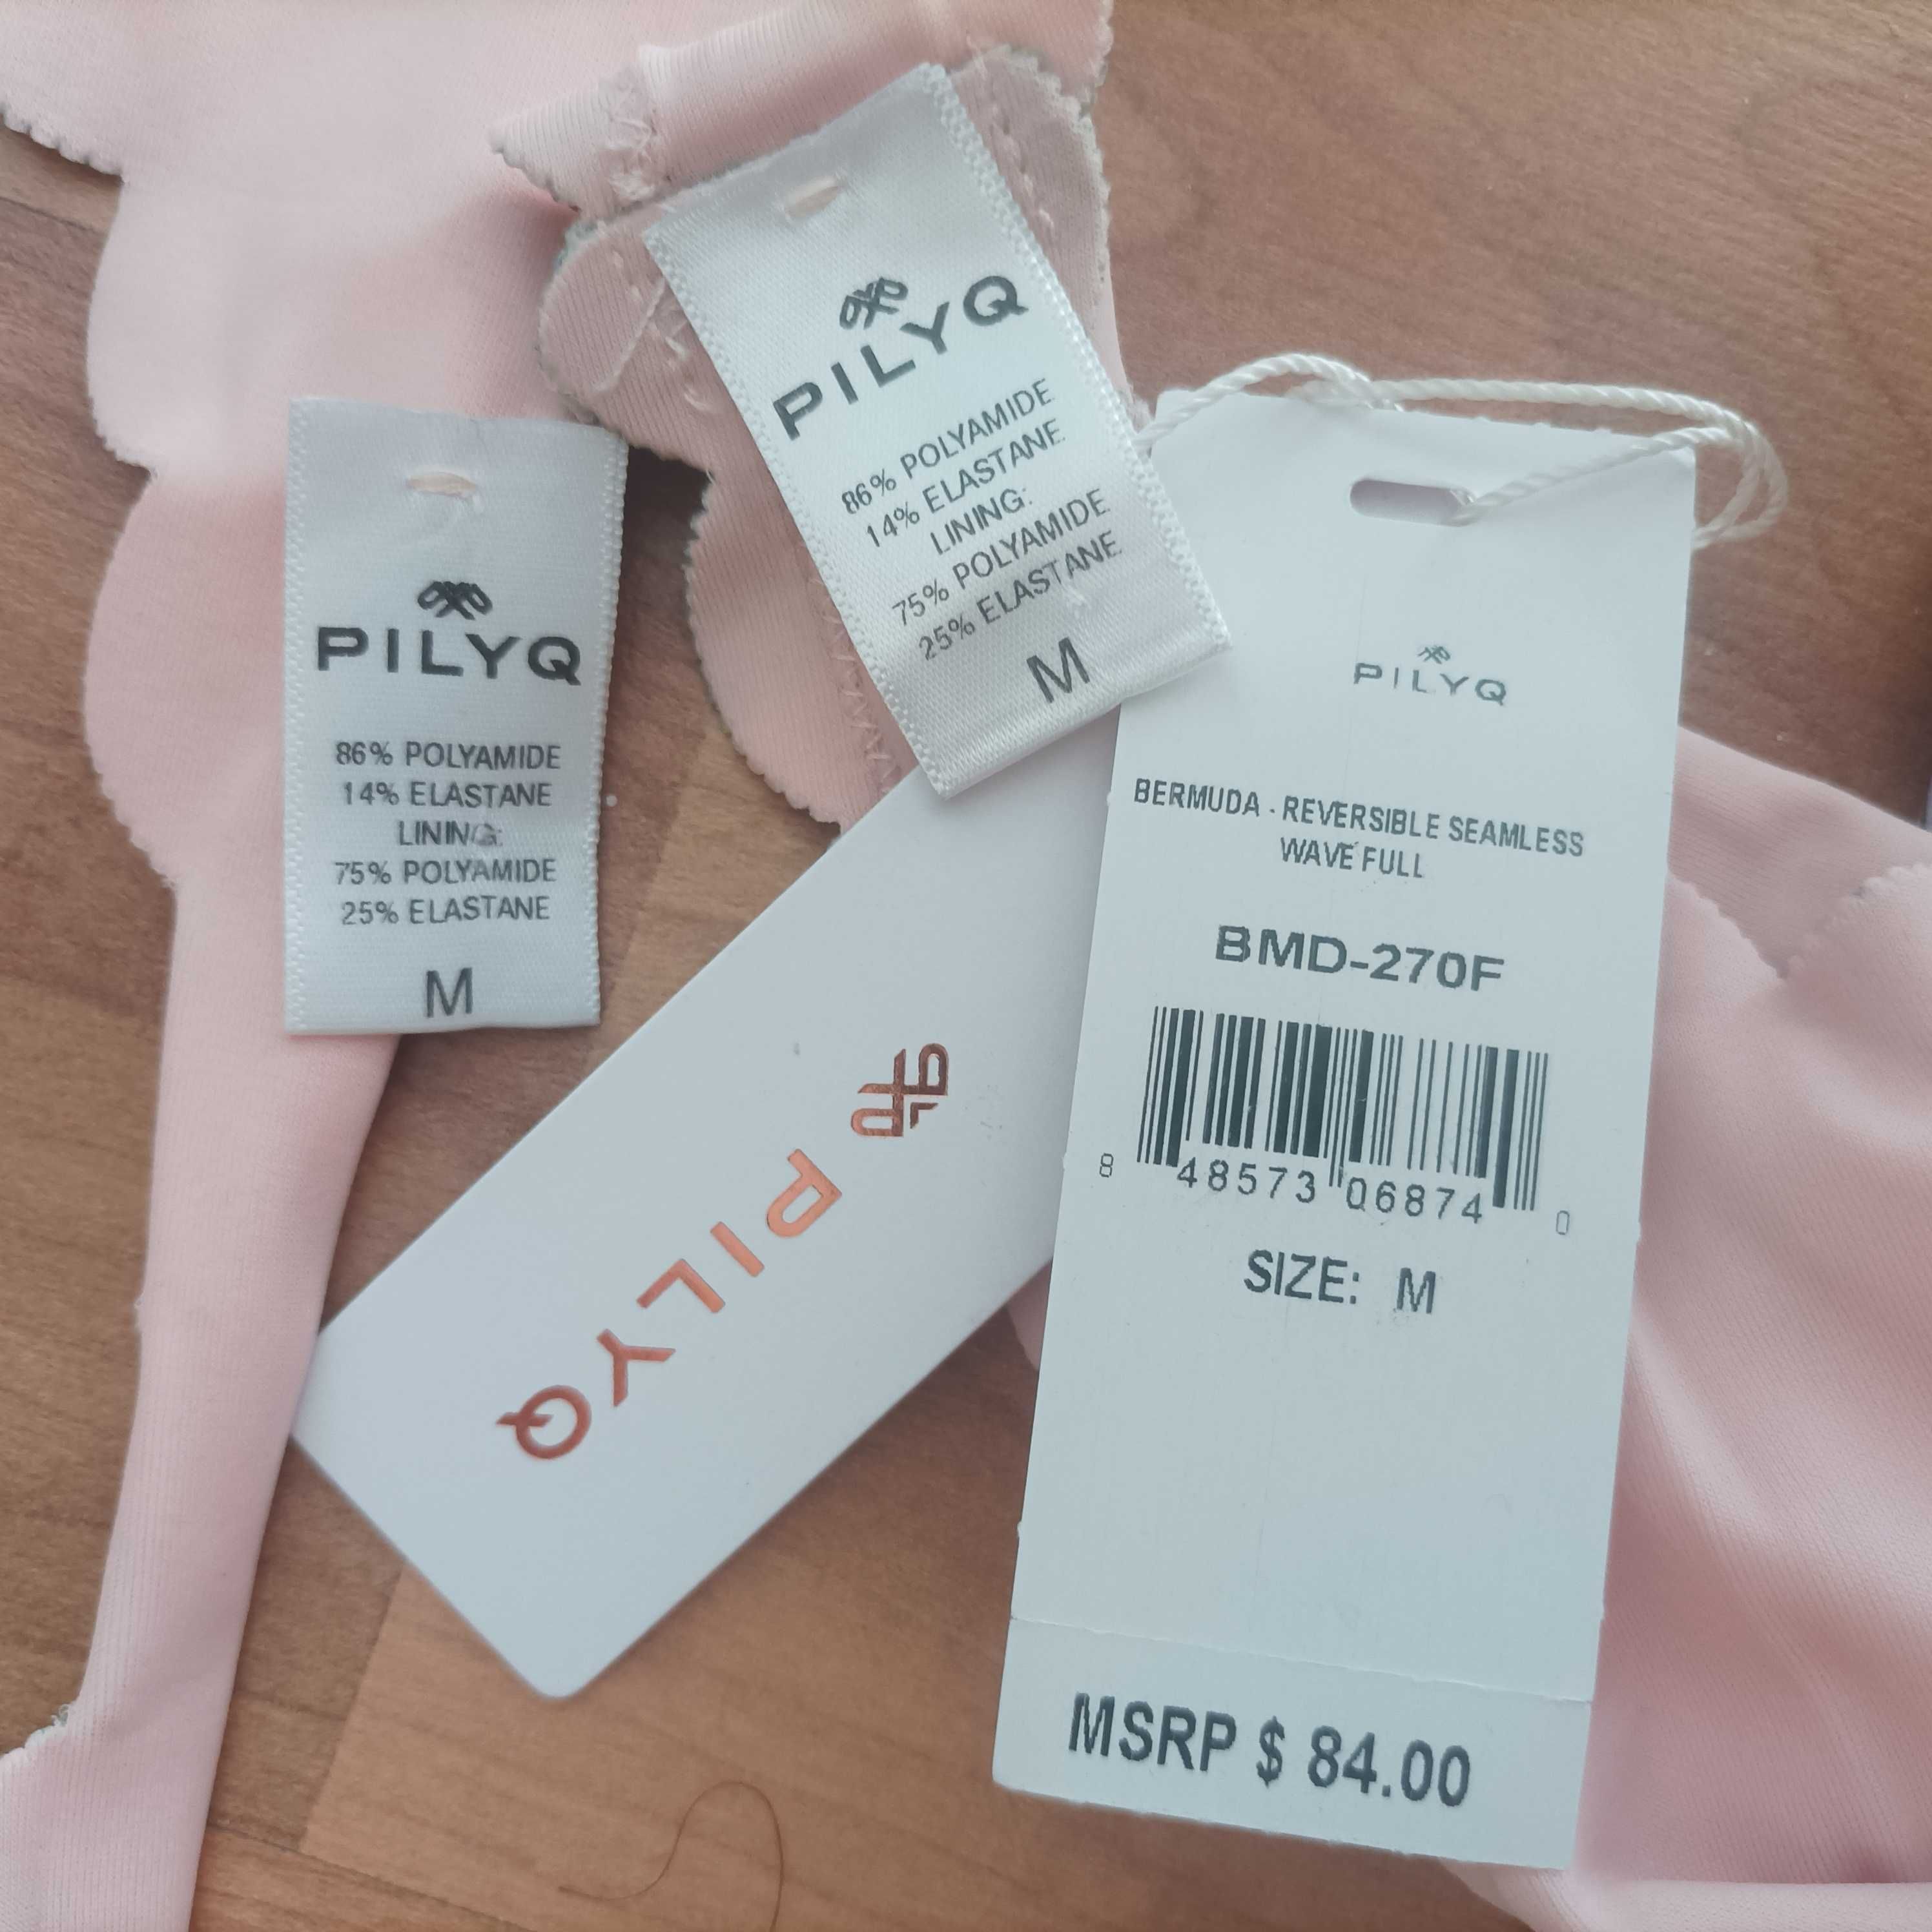 PILYQ
86% POLYAMIDE
14% ELASTANE
LINING:
75% POLYAMIDE
25% ELASTANE
M
PILYQ
86% POLYAMIDE
14% ELASTANE
LINING:
75% POLYAMIDE
25% ELASTANE
M
PILYQ
PILYQ
BERMUDA - REVERSIBLE SEAMLESS
WAVE FULL
BMD-270F
8 48573 06874 0
SIZE: M
MSRP $ 84.00